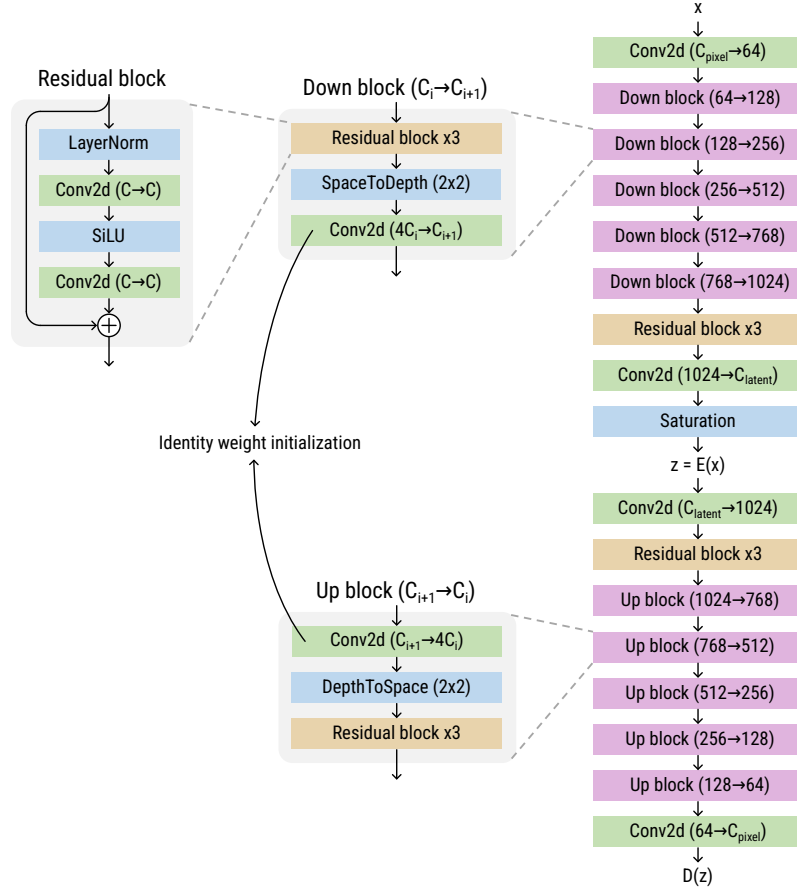 Residual block
LayerNorm
Conv2d (C→C)
SiLU
Conv2d (C→C)
+
Down block (Cᵢ→Cᵢ₊₁)
Residual block x3
SpaceToDepth (2x2)
Conv2d (4Cᵢ→Cᵢ₊₁)
Identity weight initialization
Up block (Cᵢ₊₁→Cᵢ)
Conv2d (Cᵢ₊₁→4Cᵢ)
DepthToSpace (2x2)
Residual block x3
x
Conv2d (C_pixel→64)
Down block (64→128)
Down block (128→256)
Down block (256→512)
Down block (512→768)
Down block (768→1024)
Residual block x3
Conv2d (1024→C_latent)
Saturation
z = E(x)
Conv2d (C_latent→1024)
Residual block x3
Up block (1024→768)
Up block (768→512)
Up block (512→256)
Up block (256→128)
Up block (128→64)
Conv2d (64→C_pixel)
D(z)